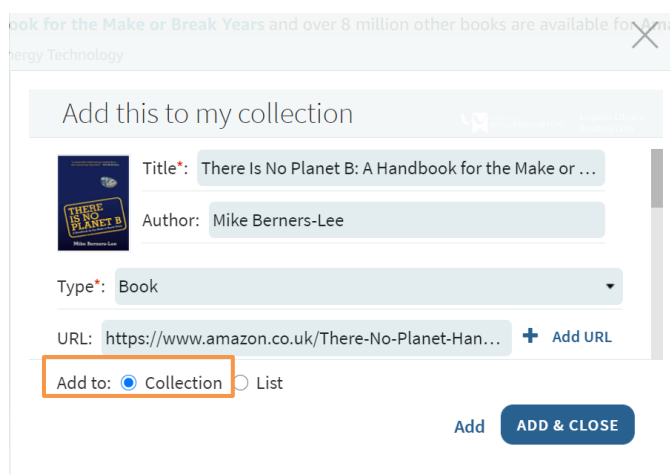 ook for the Make or Break Years and over 8 million other books are available for Ama
nergy Technology
Add this to my collection
Title*: There Is No Planet B: A Handbook for the Make or ...
THERE
IS NO
PLANET B
Mike Berners-Lee
Author: Mike Berners-Lee
Type*: Book
URL: https://www.amazon.co.uk/There-No-Planet-Han... + Add URL
Add to: Collection List
Add ADD & CLOSE